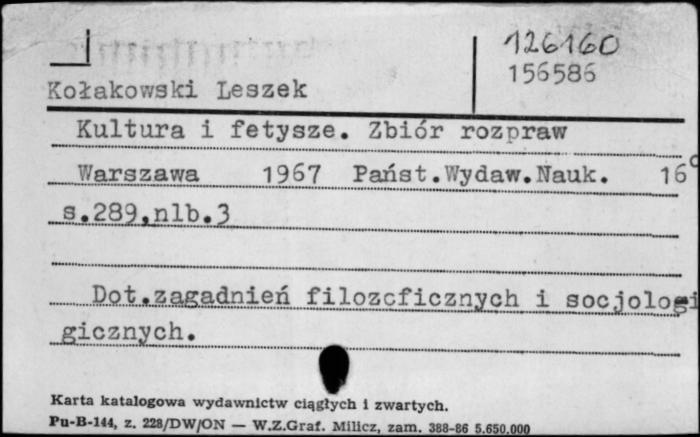 126160
156586
Kołakowski Leszek
Kultura i fetysze. Zbiór rozpraw
Warszawa 1967 Państ.Wydaw.Nauk. 16°
s.289,nlb.3
Dot.zagadnień filozcficznych i socjologi
gicznych.
Karta katalogowa wydawnictw ciągłych i zwartych.
Pu-B-144, z. 228/DW/ON — W.Z.Graf. Milicz, zam. 388-86 5.650.000